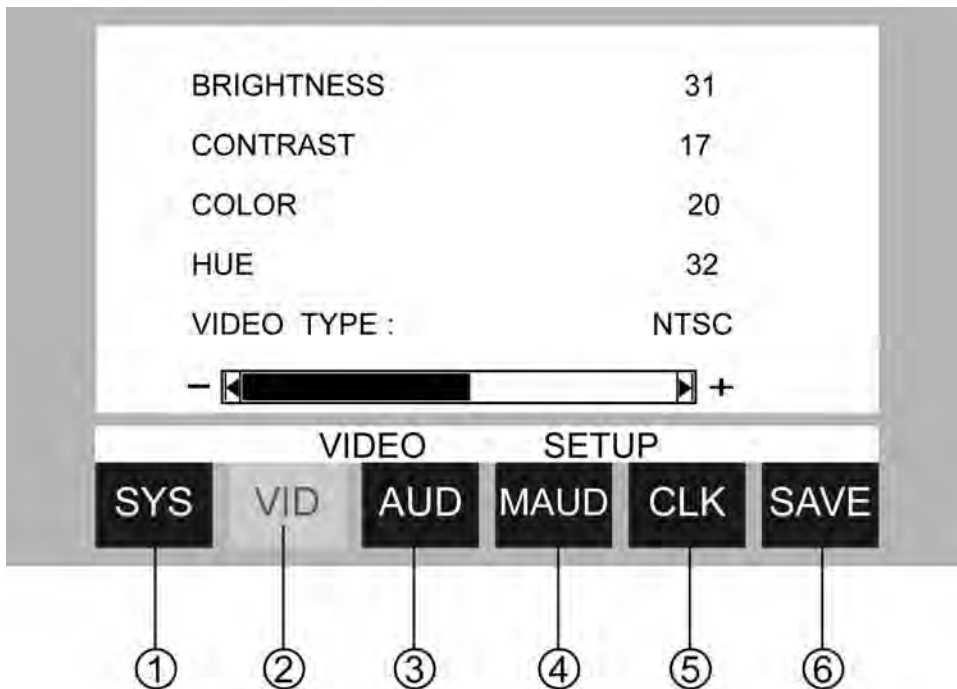 BRIGHTNESS 31
CONTRAST 17
COLOR 20
HUE 32
VIDEO TYPE : NTSC
− +
VIDEO SETUP
SYS VID AUD MAUD CLK SAVE
① ② ③ ④ ⑤ ⑥